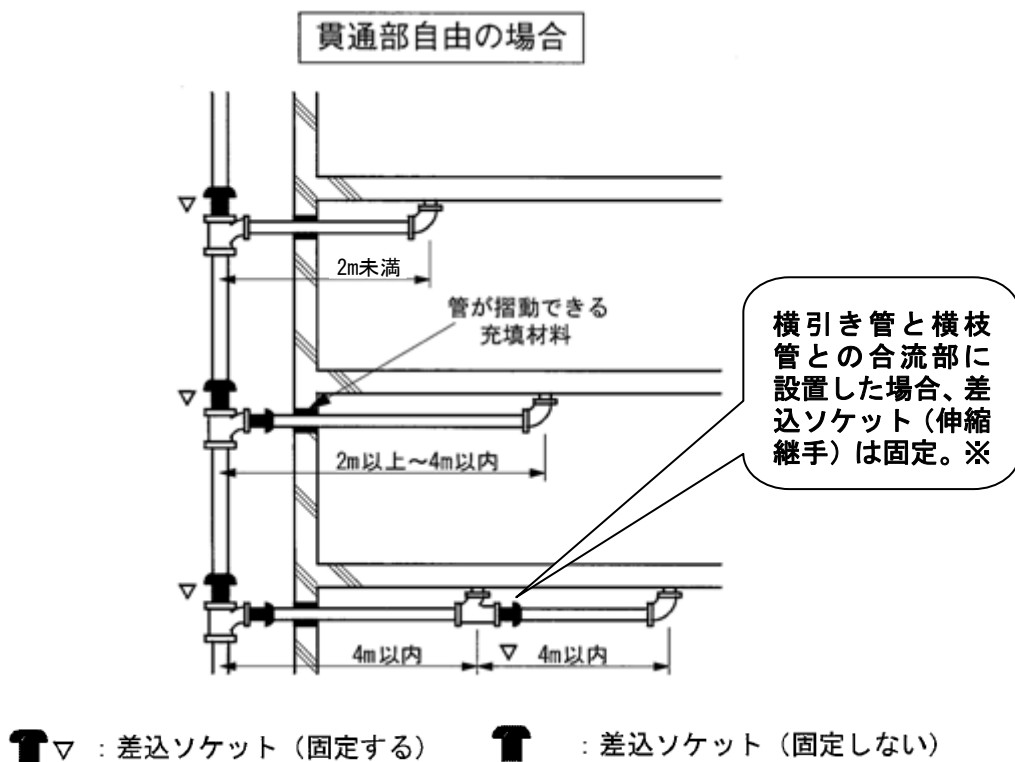 貫通部自由の場合
2m未満
管が摺動できる
充填材料
横引き管と横枝
管との合流部に
設置した場合、差
込ソケット（伸縮
継手）は固定。※
2m以上～4m以内
4m以内
4m以内
：差込ソケット（固定する）
：差込ソケット（固定しない）